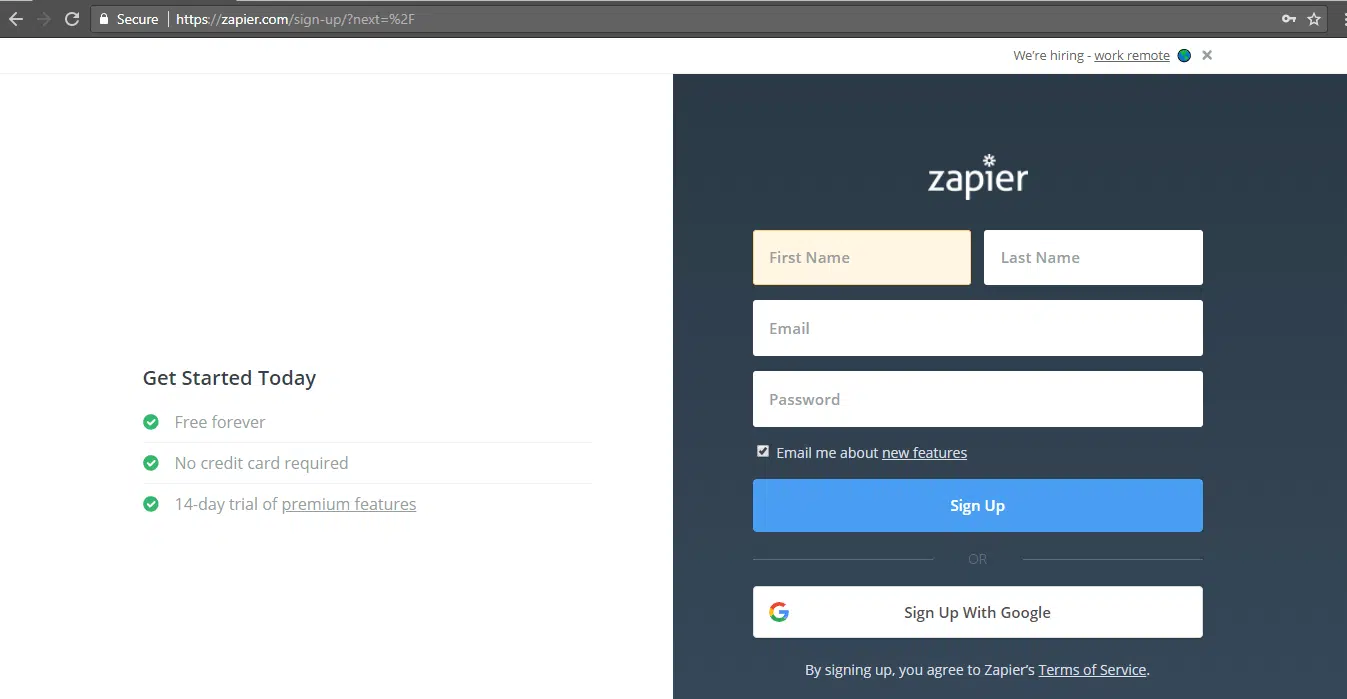 Secure | https://zapier.com/sign-up/?next=%2F
We're hiring - work remote
zapier
First Name
Last Name
Email
Password
Email me about new features
Sign Up
OR
Sign Up With Google
By signing up, you agree to Zapier's Terms of Service.
Get Started Today
Free forever
No credit card required
14-day trial of premium features